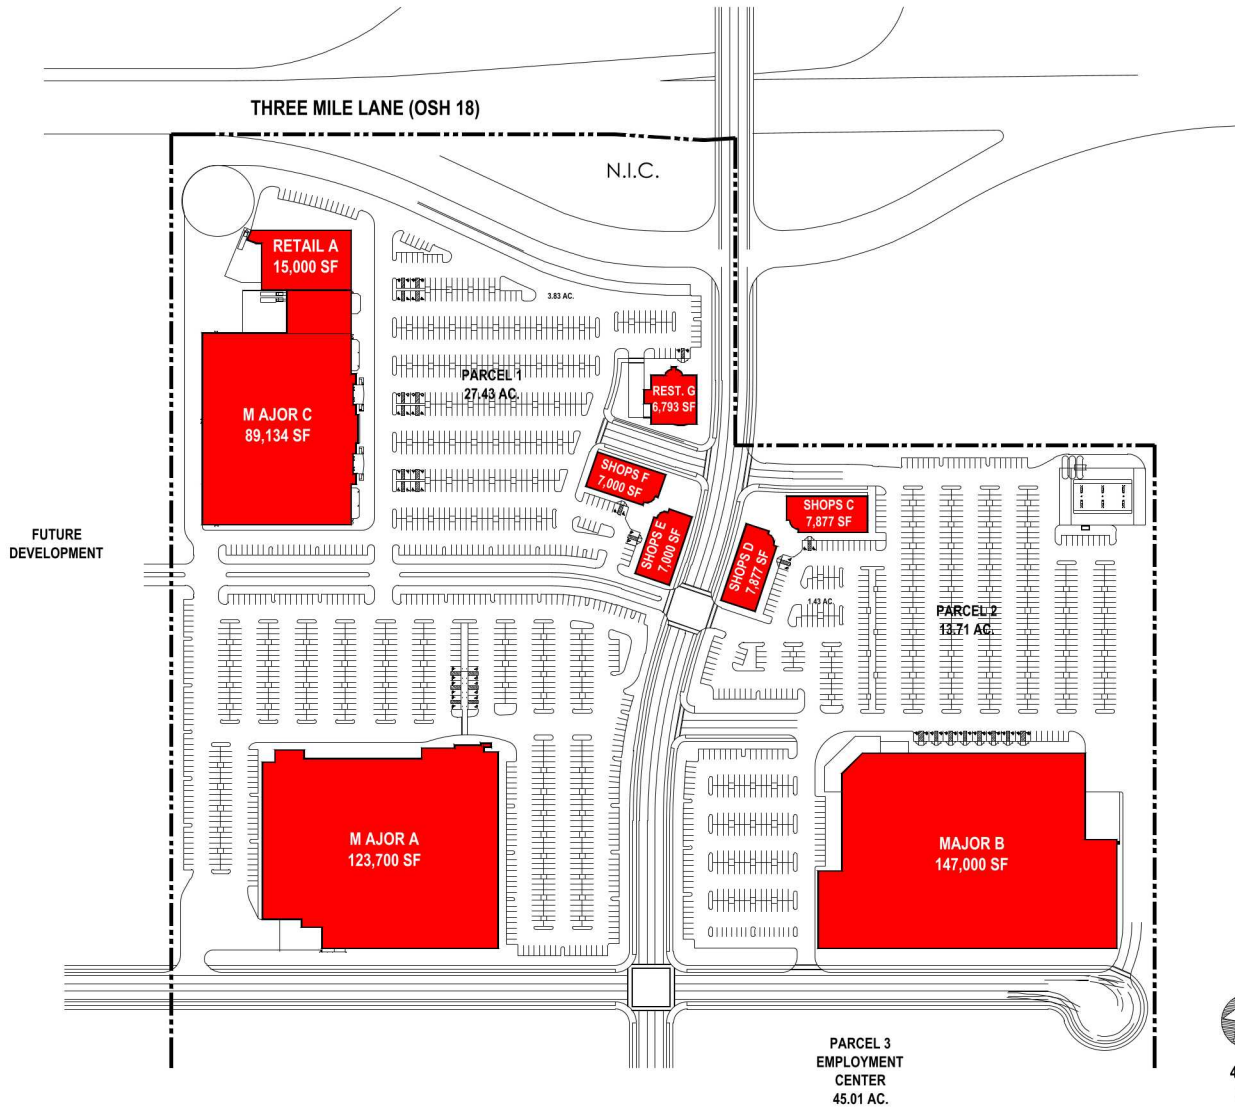 THREE MILE LANE (OSH 18)
N.I.C.
RETAIL A
15,000 SF
3.83 AC.
PARCEL 1
27.43 AC.
REST. G
6,793 SF
M AJOR C
89,134 SF
SHOPS F
7,000 SF
SHOPS C
7,877 SF
SHOPS E
7,000 SF
SHOPS D
7,877 SF
FUTURE
DEVELOPMENT
1.43 AC.
PARCEL 2
13.71 AC.
M AJOR A
123,700 SF
MAJOR B
147,000 SF
PARCEL 3
EMPLOYMENT
CENTER
45.01 AC.
4